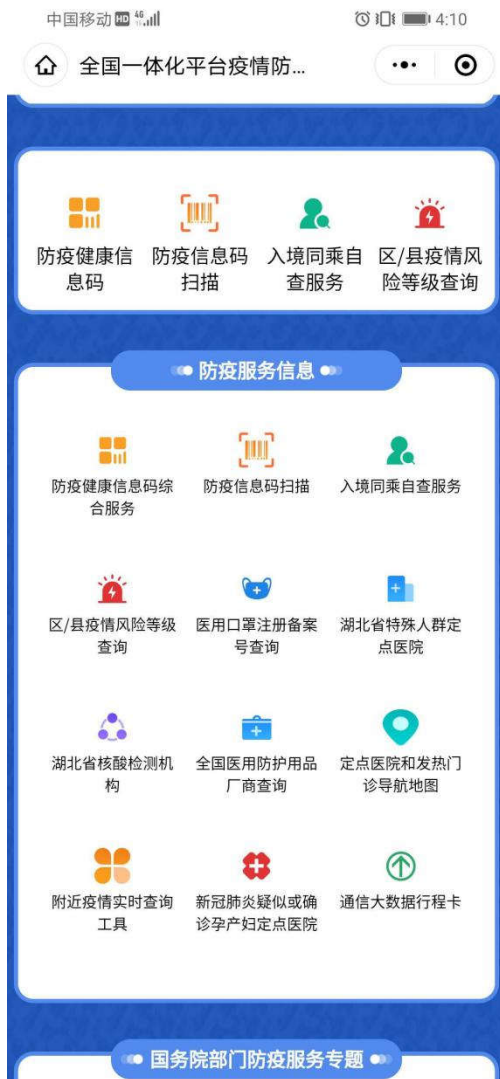 中国移动 HD 46 4:10
全国一体化平台疫情防...
防疫健康信 防疫信息码 入境同乘自 区/县疫情风
息码 扫描 查服务 险等级查询
防疫服务信息
防疫健康信息码综 防疫信息码扫描 入境同乘自查服务
合服务
区/县疫情风险等级 医用口罩注册备案 湖北省特殊人群定
查询 号查询 点医院
湖北省核酸检测机 全国医用防护用品 定点医院和发热门
构 厂商查询 诊导航地图
附近疫情实时查询 新冠肺炎疑似或确 通信大数据行程卡
工具 诊孕产妇定点医院
国务院部门防疫服务专题